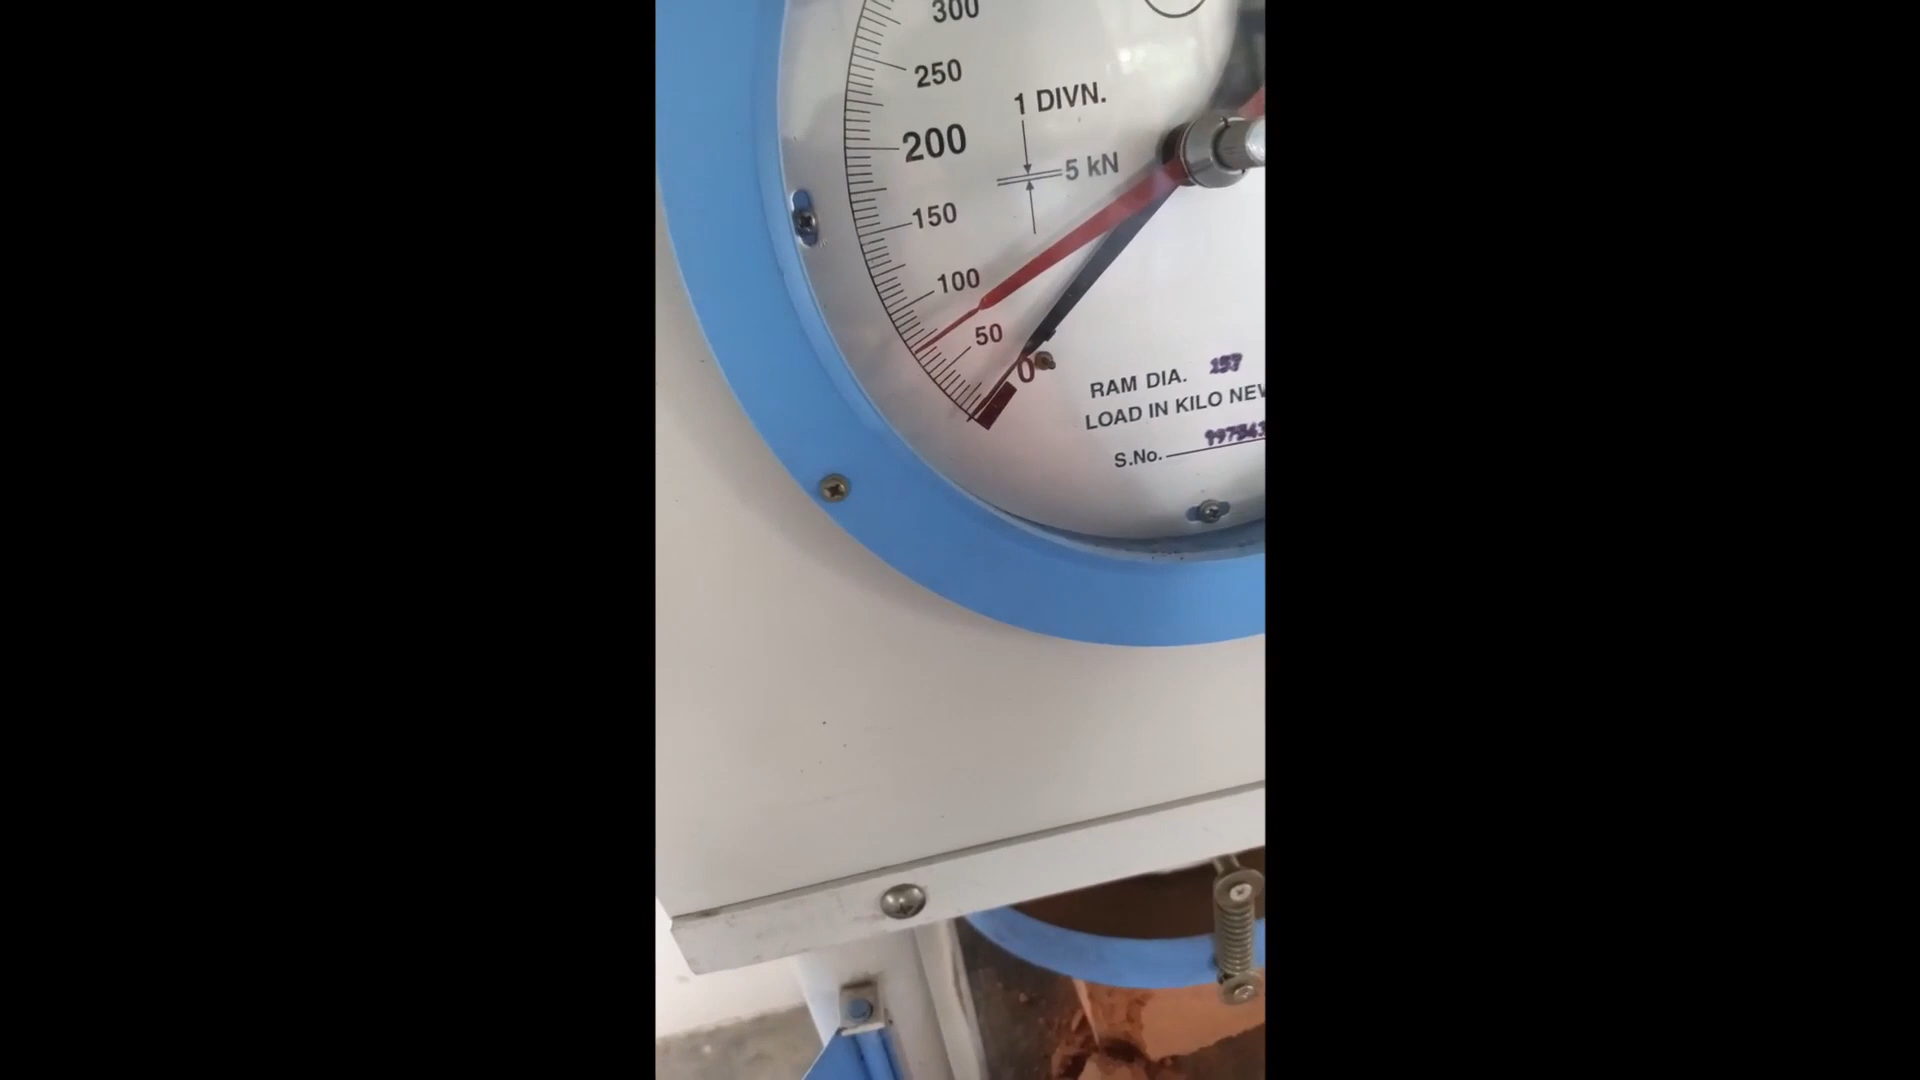 300
250
1 DIVN.
200
5 kN
150
100
50
0
RAM DIA. 157
LOAD IN KILO NEW
S.No.